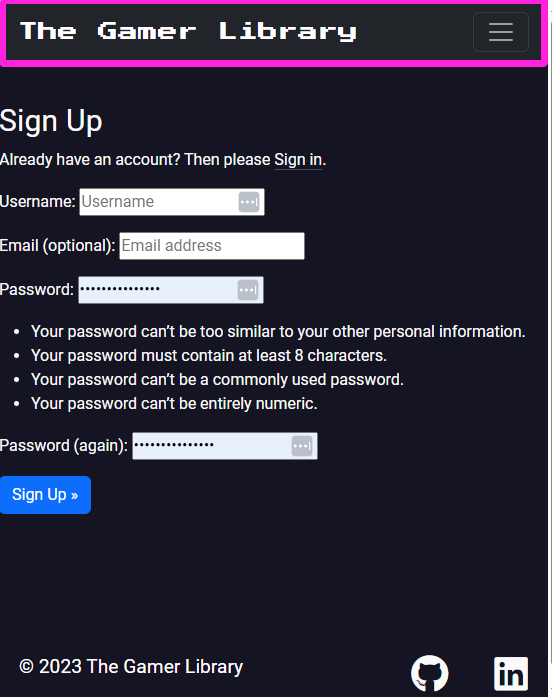 The Gamer Library
Sign Up
Already have an account? Then please Sign in.
Username: Username
Email (optional): Email address
Password: •••••••••••••••
• Your password can’t be too similar to your other personal information.
• Your password must contain at least 8 characters.
• Your password can’t be a commonly used password.
• Your password can’t be entirely numeric.
Password (again): •••••••••••••••
Sign Up »
© 2023 The Gamer Library
in